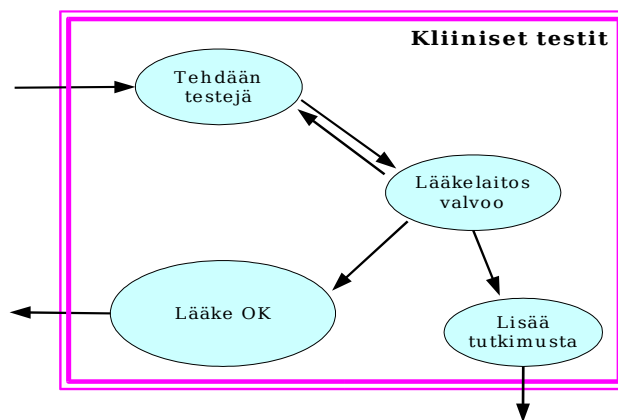 Kliiniset testit
Tehdään
testejä
Lääkelaitos
valvoo
Lääke OK
Lisää
tutkimusta